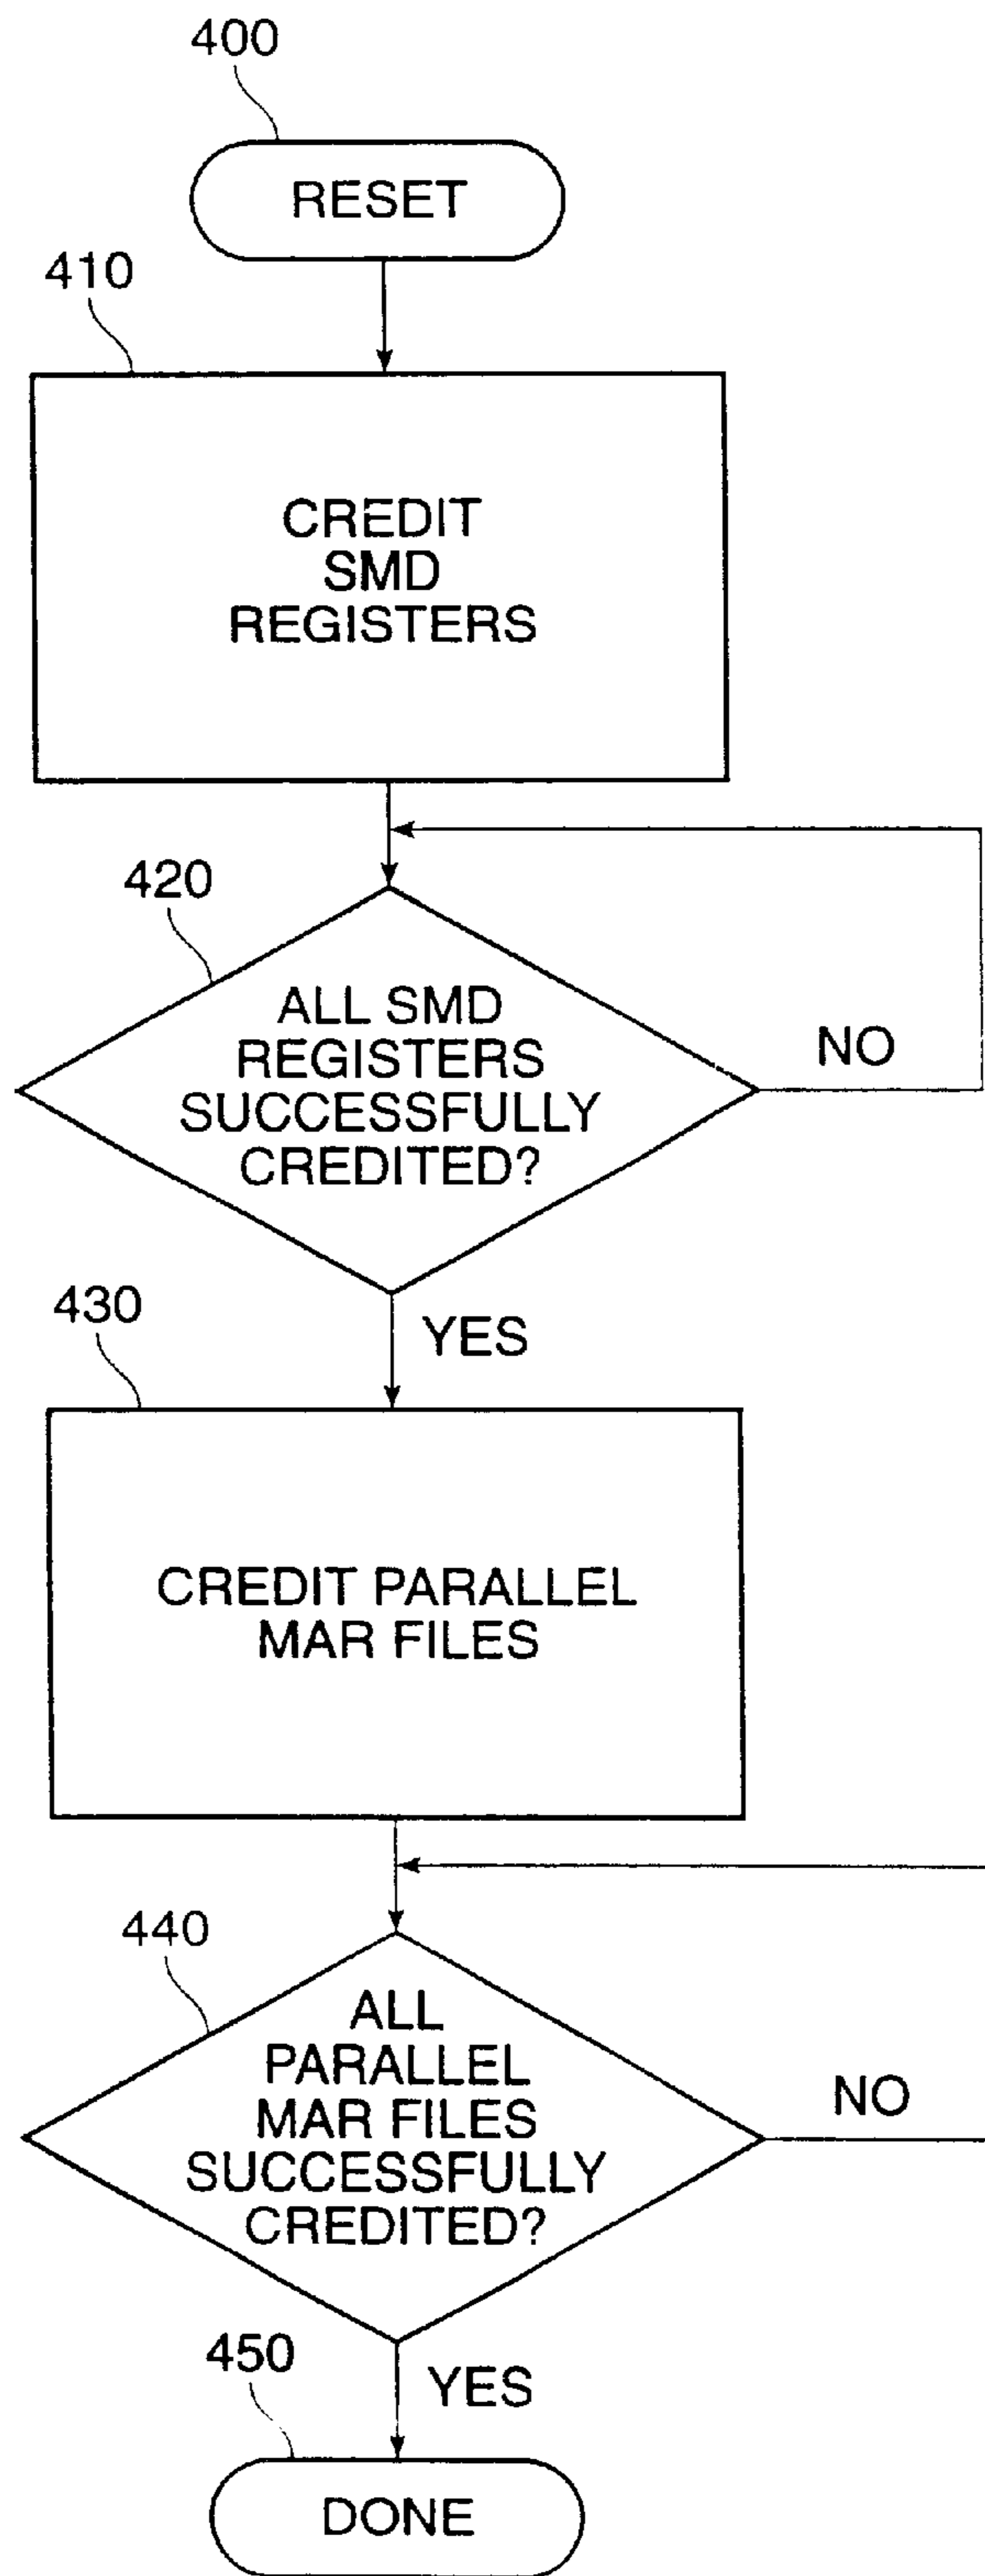 400
RESET
410
CREDIT
SMD
REGISTERS
420
ALL SMD
REGISTERS
SUCCESSFULLY
CREDITED?
NO
YES
430
CREDIT PARALLEL
MAR FILES
440
ALL
PARALLEL
MAR FILES
SUCCESSFULLY
CREDITED?
NO
YES
450
DONE